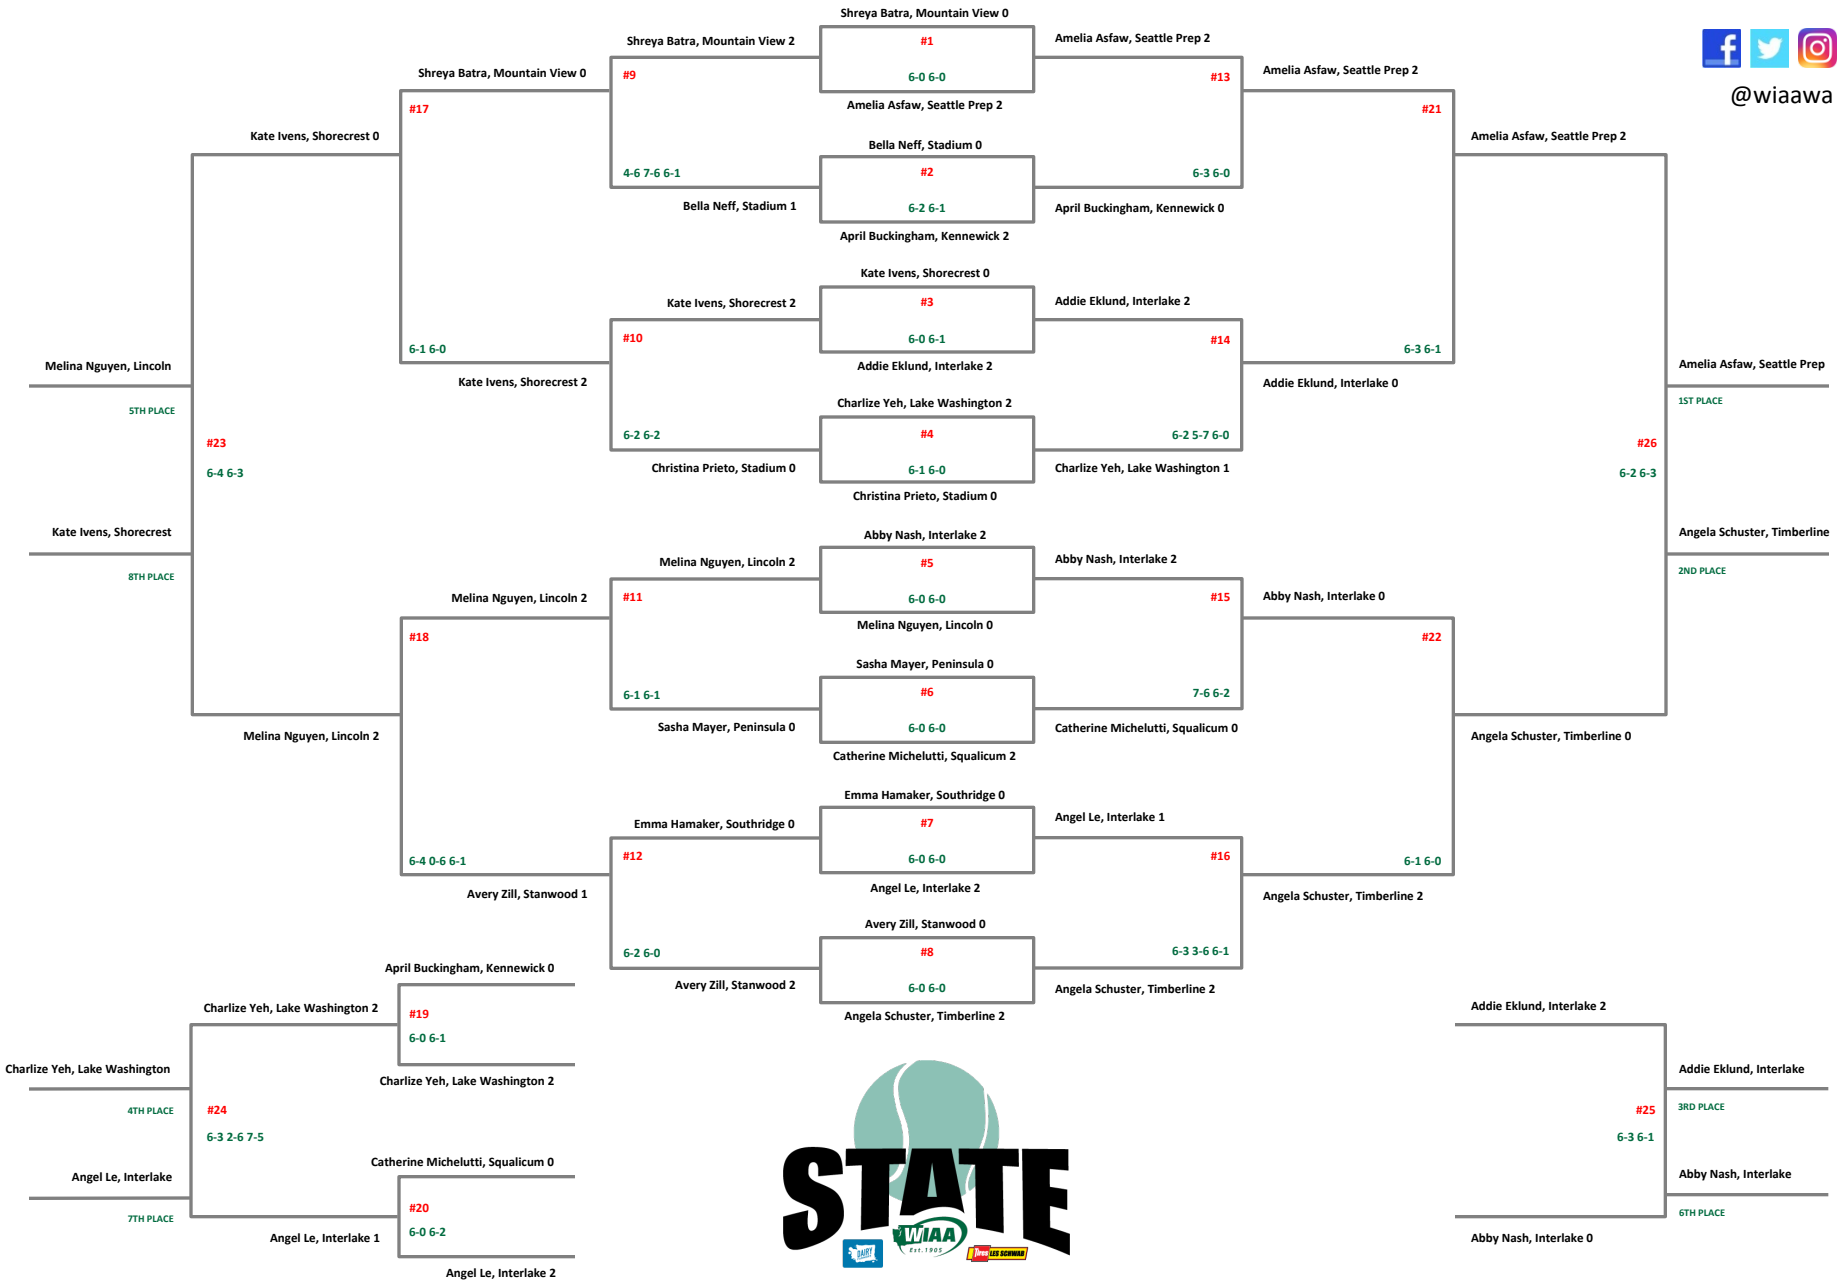 Shreya Batra, Mountain View 0
Shreya Batra, Mountain View 2
#1
Amelia Asfaw, Seattle Prep 2
Shreya Batra, Mountain View 0
#9
6-0 6-0
#13
Amelia Asfaw, Seattle Prep 2
@wiaawa
#17
Amelia Asfaw, Seattle Prep 2
#21
Kate Ivens, Shorecrest 0
Bella Neff, Stadium 0
Amelia Asfaw, Seattle Prep 2
4-6 7-6 6-1
#2
6-3 6-0
Bella Neff, Stadium 1
6-2 6-1
April Buckingham, Kennewick 0
April Buckingham, Kennewick 2
Kate Ivens, Shorecrest 0
Kate Ivens, Shorecrest 2
#3
Addie Eklund, Interlake 2
#10
6-0 6-1
#14
6-1 6-0
6-3 6-1
Melina Nguyen, Lincoln
Kate Ivens, Shorecrest 2
Addie Eklund, Interlake 2
Addie Eklund, Interlake 0
Amelia Asfaw, Seattle Prep
5TH PLACE
Charlize Yeh, Lake Washington 2
1ST PLACE
#23
6-2 6-2
#4
6-2 5-7 6-0
#26
6-4 6-3
Christina Prieto, Stadium 0
6-1 6-0
Charlize Yeh, Lake Washington 1
6-2 6-3
Christina Prieto, Stadium 0
Kate Ivens, Shorecrest
Abby Nash, Interlake 2
Angela Schuster, Timberline
8TH PLACE
Melina Nguyen, Lincoln 2
#5
Abby Nash, Interlake 2
2ND PLACE
Melina Nguyen, Lincoln 2
#11
6-0 6-0
#15
Abby Nash, Interlake 0
#18
Melina Nguyen, Lincoln 0
#22
Sasha Mayer, Peninsula 0
6-1 6-1
#6
7-6 6-2
Melina Nguyen, Lincoln 2
Sasha Mayer, Peninsula 0
6-0 6-0
Catherine Michelutti, Squalicum 0
Angela Schuster, Timberline 0
Catherine Michelutti, Squalicum 2
Emma Hamaker, Southridge 0
Emma Hamaker, Southridge 0
#7
Angel Le, Interlake 1
6-4 0-6 6-1
#12
6-0 6-0
#16
6-1 6-0
Avery Zill, Stanwood 1
Angel Le, Interlake 2
Angela Schuster, Timberline 2
Avery Zill, Stanwood 0
6-2 6-0
#8
6-3 3-6 6-1
April Buckingham, Kennewick 0
Avery Zill, Stanwood 2
6-0 6-0
Angela Schuster, Timberline 2
Charlize Yeh, Lake Washington 2
#19
Angela Schuster, Timberline 2
Addie Eklund, Interlake 2
6-0 6-1
Charlize Yeh, Lake Washington
Charlize Yeh, Lake Washington 2
Addie Eklund, Interlake
4TH PLACE
#24
#25
3RD PLACE
6-3 2-6 7-5
6-3 6-1
Angel Le, Interlake
Catherine Michelutti, Squalicum 0
Abby Nash, Interlake
7TH PLACE
#20
6TH PLACE
Angel Le, Interlake 1
6-0 6-2
Abby Nash, Interlake 0
Angel Le, Interlake 2
STATE
WIAA
Est. 1905
DAIRY
Tires LES SCHWAB